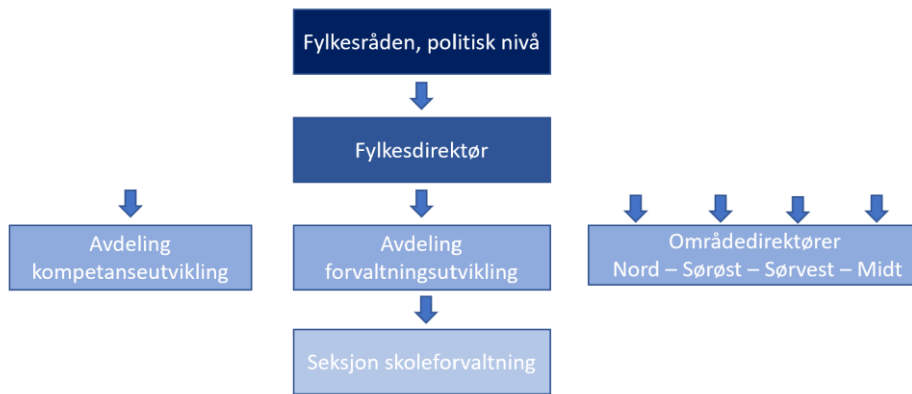 Fylkesråden, politisk nivå
Fylkesdirektør
Avdeling
kompetanseutvikling
Avdeling
forvaltningsutvikling
Områdedirektører
Nord – Sørøst – Sørvest – Midt
Seksjon skoleforvaltning